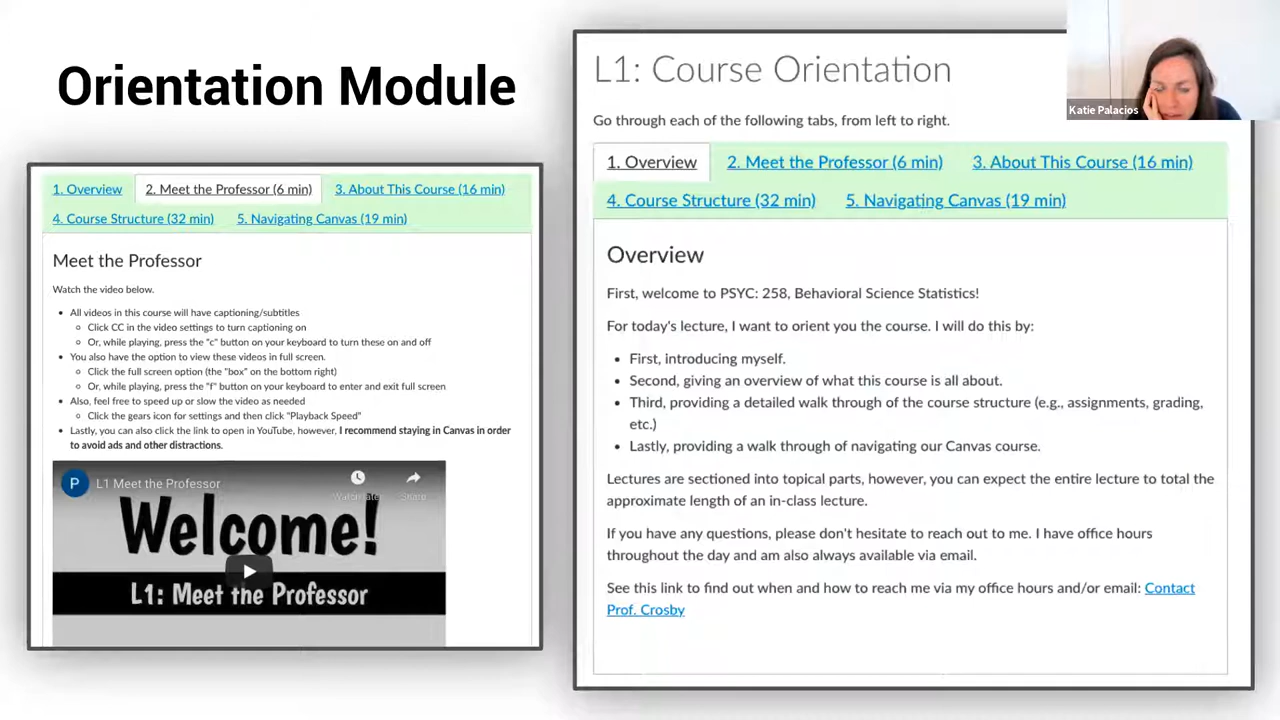 Orientation Module
1. Overview
2. Meet the Professor (6 min)
3. About This Course (16 min)
4. Course Structure (32 min)
5. Navigating Canvas (19 min)
Meet the Professor
Watch the video below.
• All videos in this course will have captioning/subtitles
◦ Click CC in the video settings to turn captioning on
◦ Or, while playing, press the "c" button on your keyboard to turn these on and off
• You also have the option to view these videos in full screen.
◦ Click the full screen option (the "box" on the bottom right)
◦ Or, while playing, press the "f" button on your keyboard to enter and exit full screen
• Also, feel free to speed up or slow the video as needed
◦ Click the gears icon for settings and then click "Playback Speed"
• Lastly, you can also click the link to open in YouTube, however, I recommend staying in Canvas in order
to avoid ads and other distractions.
P L1 Meet the Professor
Watch later Share
Welcome!
L1: Meet the Professor
L1: Course Orientation
Katie Palacios
Go through each of the following tabs, from left to right.
1. Overview
2. Meet the Professor (6 min)
3. About This Course (16 min)
4. Course Structure (32 min)
5. Navigating Canvas (19 min)
Overview
First, welcome to PSYC: 258, Behavioral Science Statistics!
For today's lecture, I want to orient you the course. I will do this by:
• First, introducing myself.
• Second, giving an overview of what this course is all about.
• Third, providing a detailed walk through of the course structure (e.g., assignments, grading,
etc.)
• Lastly, providing a walk through of navigating our Canvas course.
Lectures are sectioned into topical parts, however, you can expect the entire lecture to total the
approximate length of an in-class lecture.
If you have any questions, please don't hesitate to reach out to me. I have office hours
throughout the day and am also always available via email.
See this link to find out when and how to reach me via my office hours and/or email: Contact
Prof. Crosby